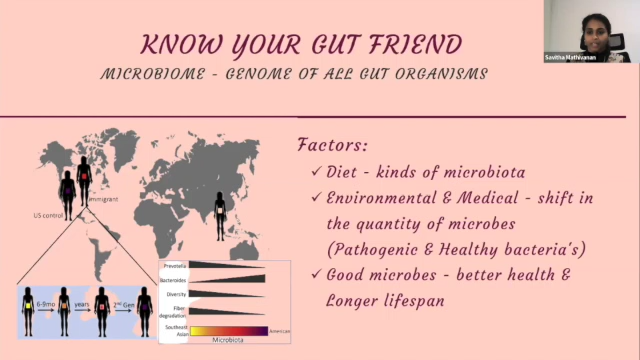 KNOW YOUR GUT FRIEND
MICROBIOME - GENOME OF ALL GUT ORGANISMS
Savitha Mathivanan
Immigrant
US control
6-9mo
years
2nd Gen
Prevotella
Bacteroides
Diversity
Fiber
degradation
Southeast
Asian
American
Microbiota
Factors:
✓ Diet - kinds of microbiota
✓ Environmental & Medical - shift in
the quantity of microbes
(Pathogenic & Healthy bacteria's)
✓ Good microbes - better health &
Longer lifespan